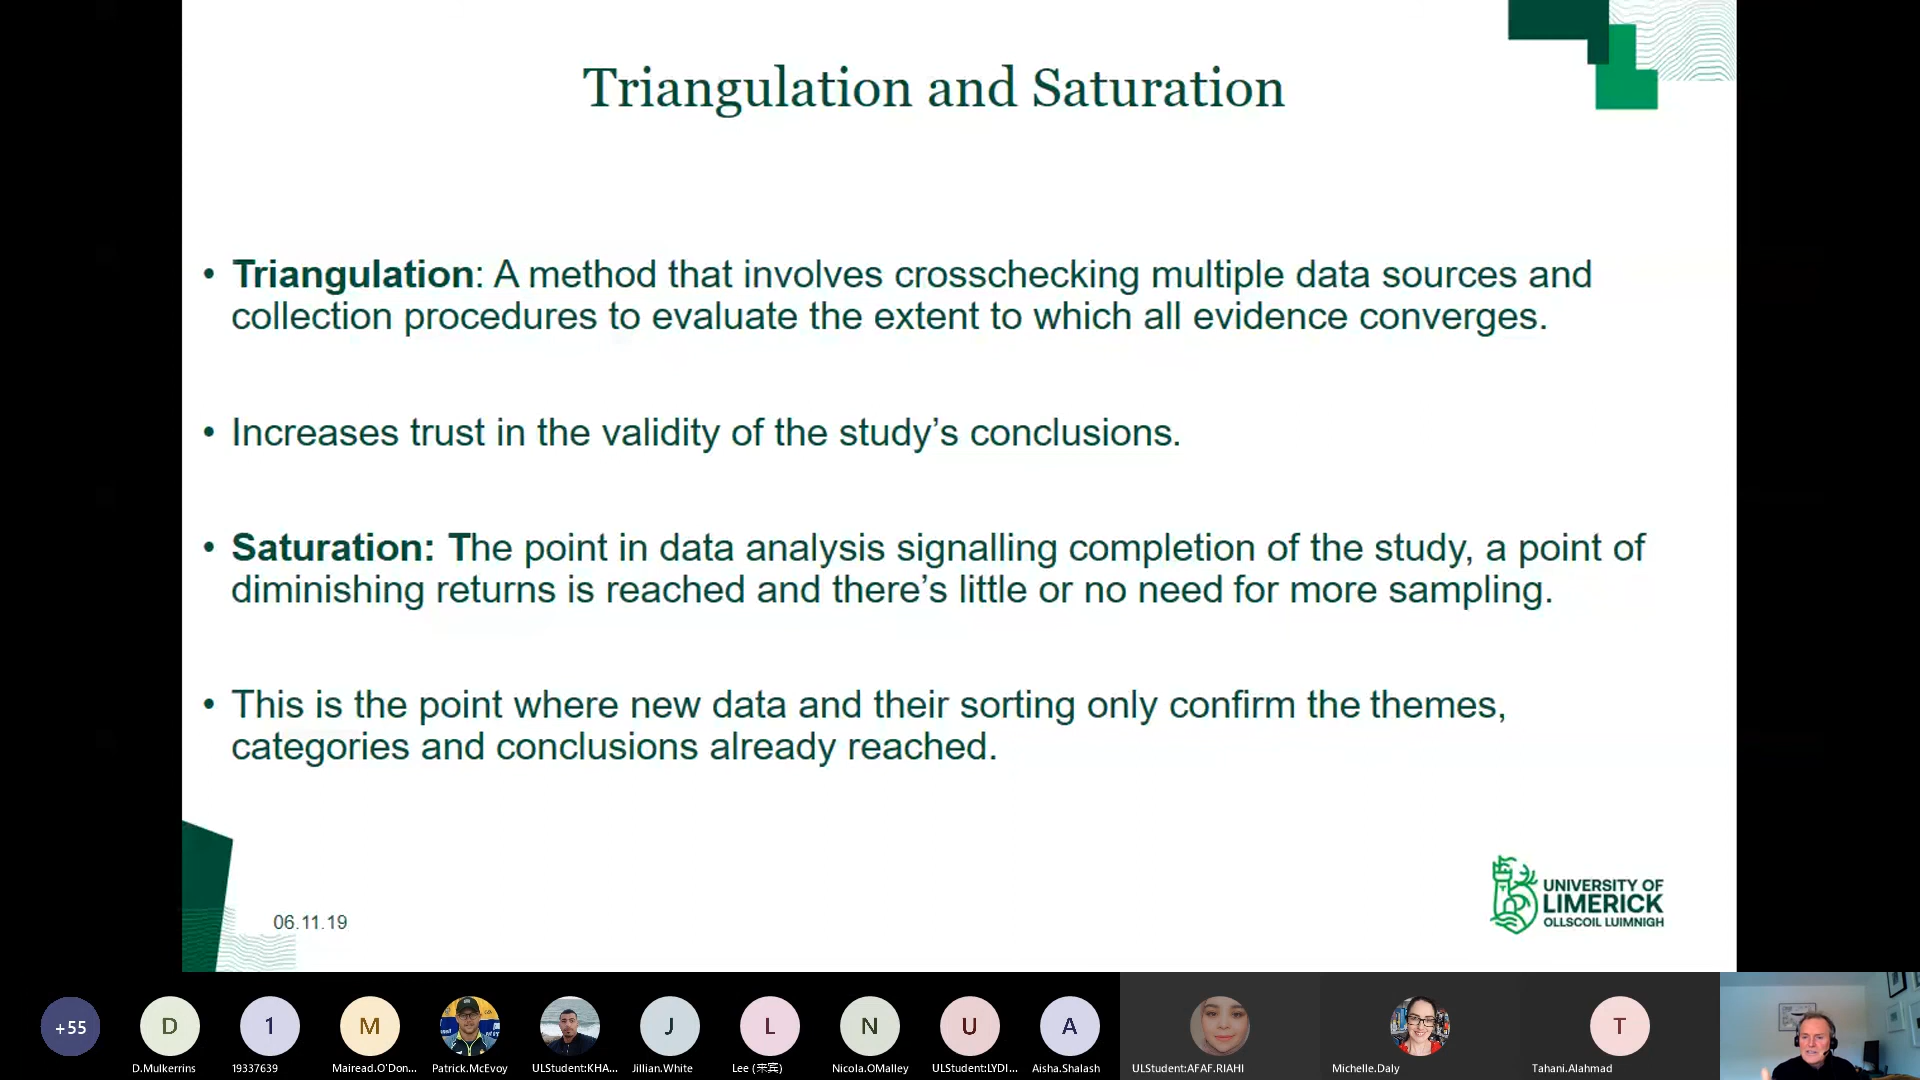 Triangulation and Saturation
• Triangulation: A method that involves crosschecking multiple data sources and
collection procedures to evaluate the extent to which all evidence converges.
• Increases trust in the validity of the study’s conclusions.
• Saturation: The point in data analysis signalling completion of the study, a point of
diminishing returns is reached and there’s little or no need for more sampling.
• This is the point where new data and their sorting only confirm the themes,
categories and conclusions already reached.
06.11.19
UNIVERSITY OF
LIMERICK
OLLSCOIL LUIMNIGH
+55
D
1
M
J
L
N
U
A
T
D.Mulkerrins
19337639
Mairead.O'Don...
Patrick.McEvoy
ULStudent:KHA...
Jillian.White
Lee (来宾)
Nicola.OMalley
ULStudent:LYDI...
Aisha.Shalash
ULStudent:AFAF.RIAHI
Michelle.Daly
Tahani.Alahmad